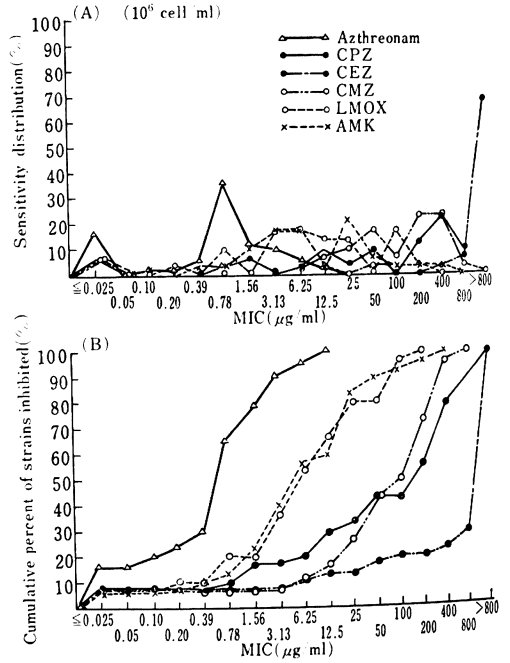 (A) (10⁶ cell/ml)
Sensitivity distribution(%)
100
90
80
70
60
50
40
30
20
10
Azthreonam
CPZ
CEZ
CMZ
LMOX
AMK
≦0.025 0.10 0.39 1.56 6.25 25 100 400 >800
0.05 0.20 0.78 3.13 12.5 50 200 800
MIC(μg/ml)
(B)
Cumulative percent of strains inhibited(%)
100
90
80
70
60
50
40
30
20
10
≦0.025 0.10 0.39 1.56 6.25 25 100 400 >800
0.05 0.20 0.78 3.13 12.5 50 200 800
MIC(μg/ml)